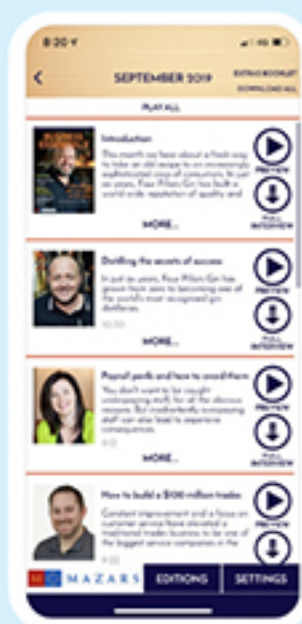 8:20
4G
SEPTEMBER 2019
EXTRAS BOOKLET
DOWNLOAD ALL
PLAY ALL
Introduction
This month we hear about a fresh way
to take an old recipe to an increasingly
sophisticated crop of consumers. In just
six years, Four Pillars Gin has built a
world-wide reputation of quality and
MORE...
PREVIEW
FULL
INTERVIEW
Distilling the secrets of success
In just six years, Four Pillars Gin has
grown from zero to becoming one of
the world's most recognised gin
distilleries.
MORE...
PREVIEW
FULL
INTERVIEW
Payroll perils and how to avoid them
You don't want to be caught
underpaying staff, for all the obvious
reasons. But inadvertently overpaying
staff can also lead to expensive
consequences.
MORE...
PREVIEW
FULL
INTERVIEW
How to build a $100 million tradie
Constant improvement and a focus on
customer service have elevated a
traditional trades business to be one of
the biggest service companies in the
PREVIEW
MAZARS
EDITIONS
SETTINGS